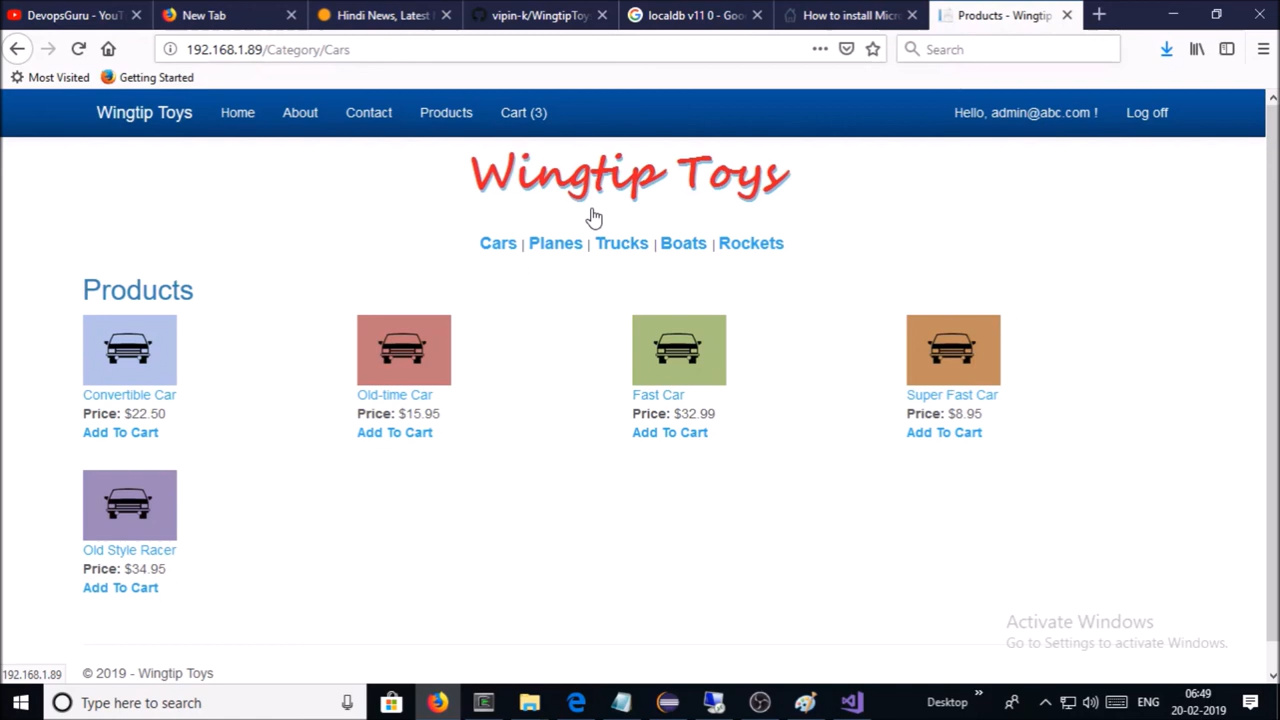 DevopsGuru - YouT
New Tab
Hindi News, Latest
vipin-k/WingtipToy
localdb v11 0 - Goo
How to install Micro
Products - Wingtip
192.168.1.89/Category/Cars
Search
Most Visited
Getting Started
Wingtip Toys Home About Contact Products Cart (3) Hello, admin@abc.com ! Log off
Wingtip Toys
Cars | Planes | Trucks | Boats | Rockets
Products
Convertible Car
Price: $22.50
Add To Cart
Old-time Car
Price: $15.95
Add To Cart
Fast Car
Price: $32.99
Add To Cart
Super Fast Car
Price: $8.95
Add To Cart
Old Style Racer
Price: $34.95
Add To Cart
Activate Windows
Go to Settings to activate Windows.
192.168.1.89
© 2019 - Wingtip Toys
Type here to search
Desktop
ENG
06:49
20-02-2019